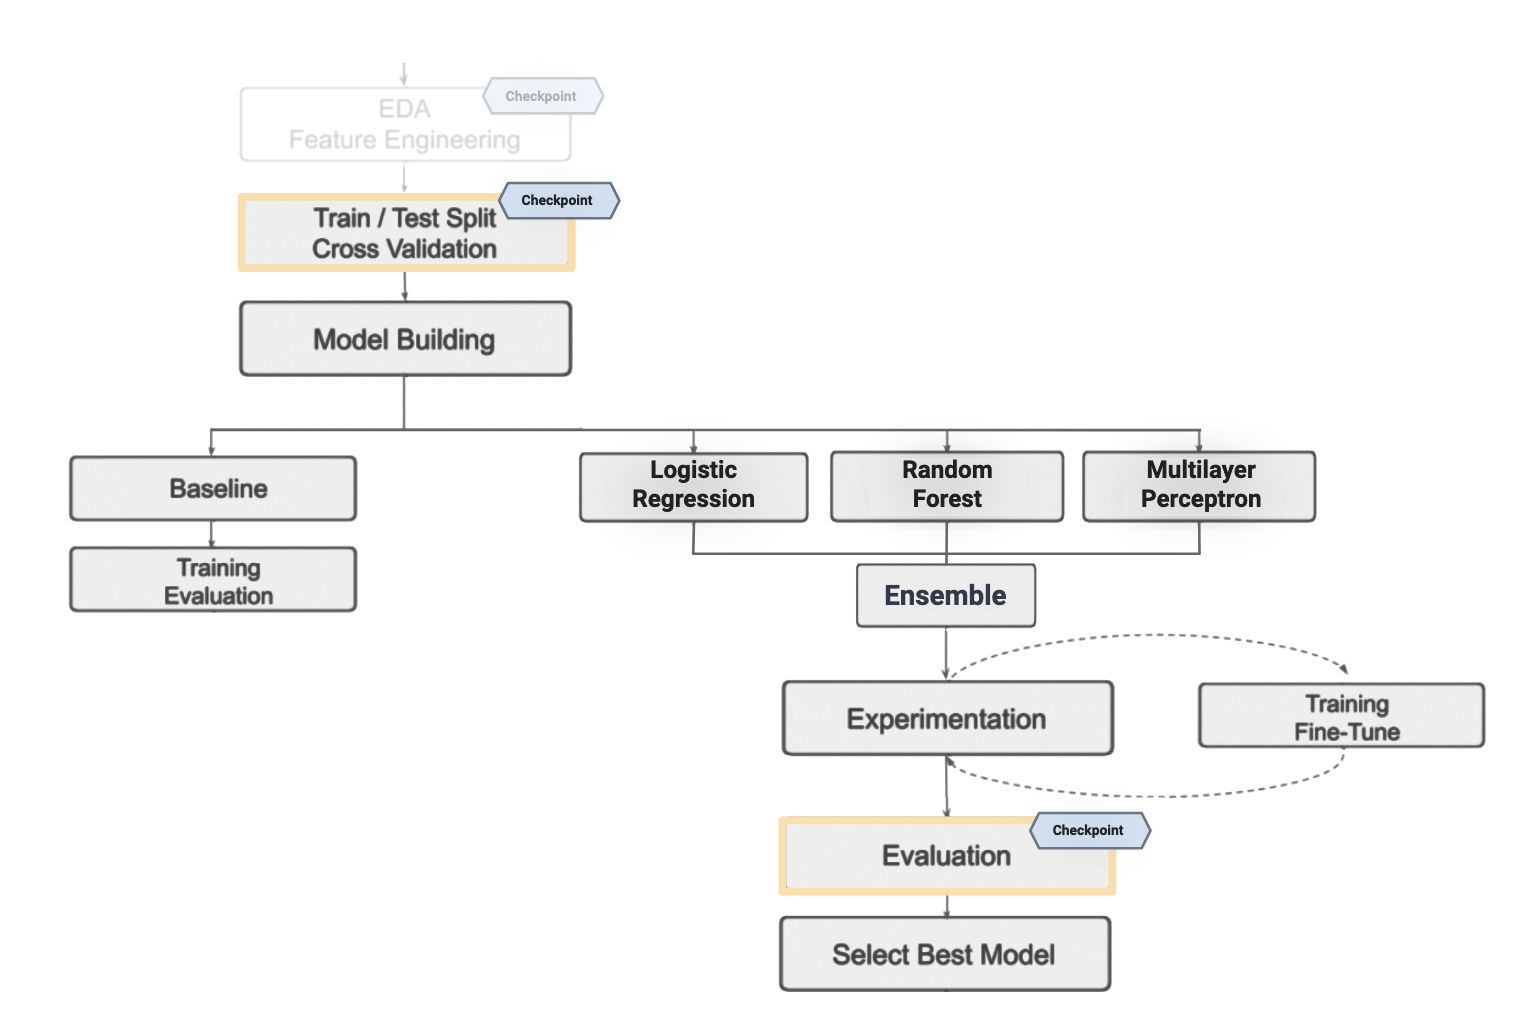 Checkpoint
EDA
Feature Engineering
Checkpoint
Train / Test Split
Cross Validation
Model Building
Baseline
Logistic
Regression
Random
Forest
Multilayer
Perceptron
Training
Evaluation
Ensemble
Experimentation
Training
Fine-Tune
Checkpoint
Evaluation
Select Best Model